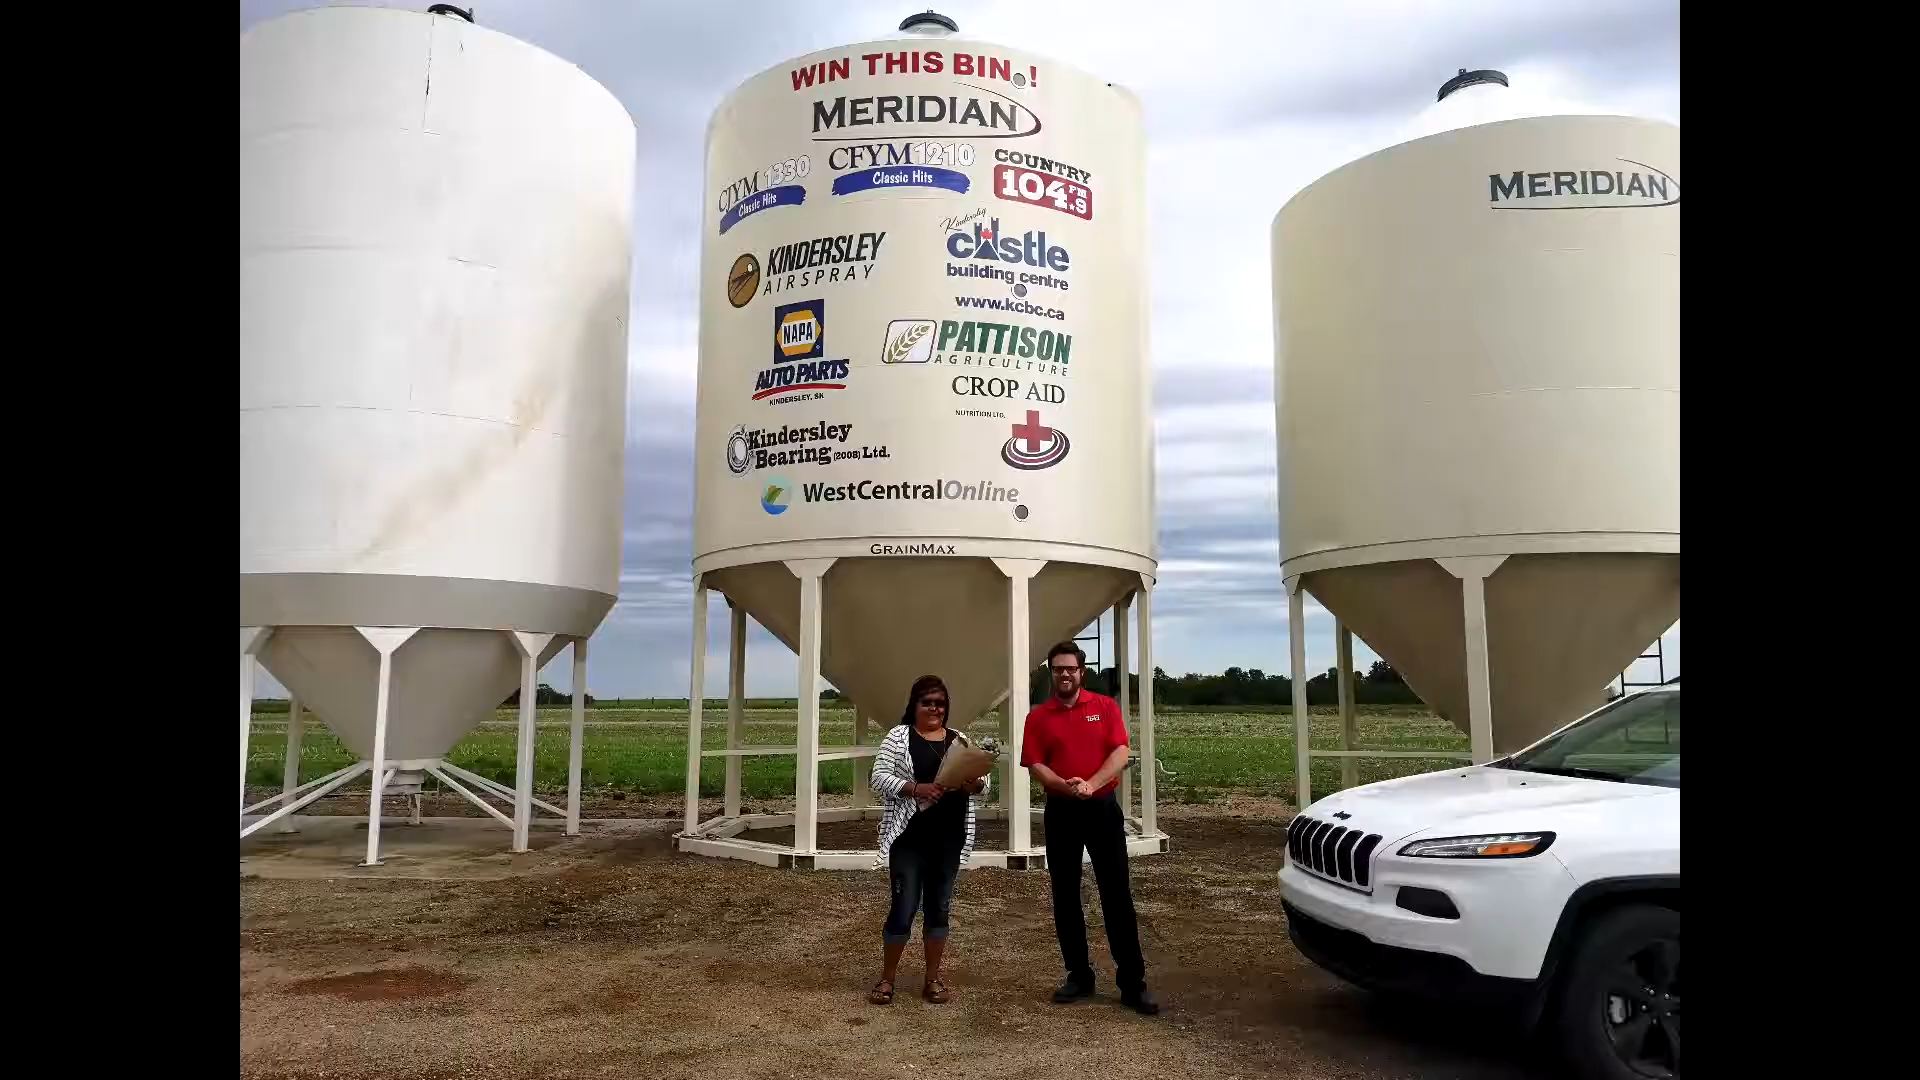 WIN THIS BIN!
MERIDIAN
CJYM 1330
Classic Hits
CFYM 1210
Classic Hits
COUNTRY
104.9 FM
KINDERSLEY
AIRSPRAY
Kindersley
castle
building centre
www.kcbc.ca
NAPA
AUTO PARTS
KINDERSLEY, SK
PATTISON
AGRICULTURE
CROP AID
NUTRITION LTD.
Kindersley
Bearing (2008) Ltd.
WestCentralOnline
GRAINMAX
MERIDIAN
Jeep